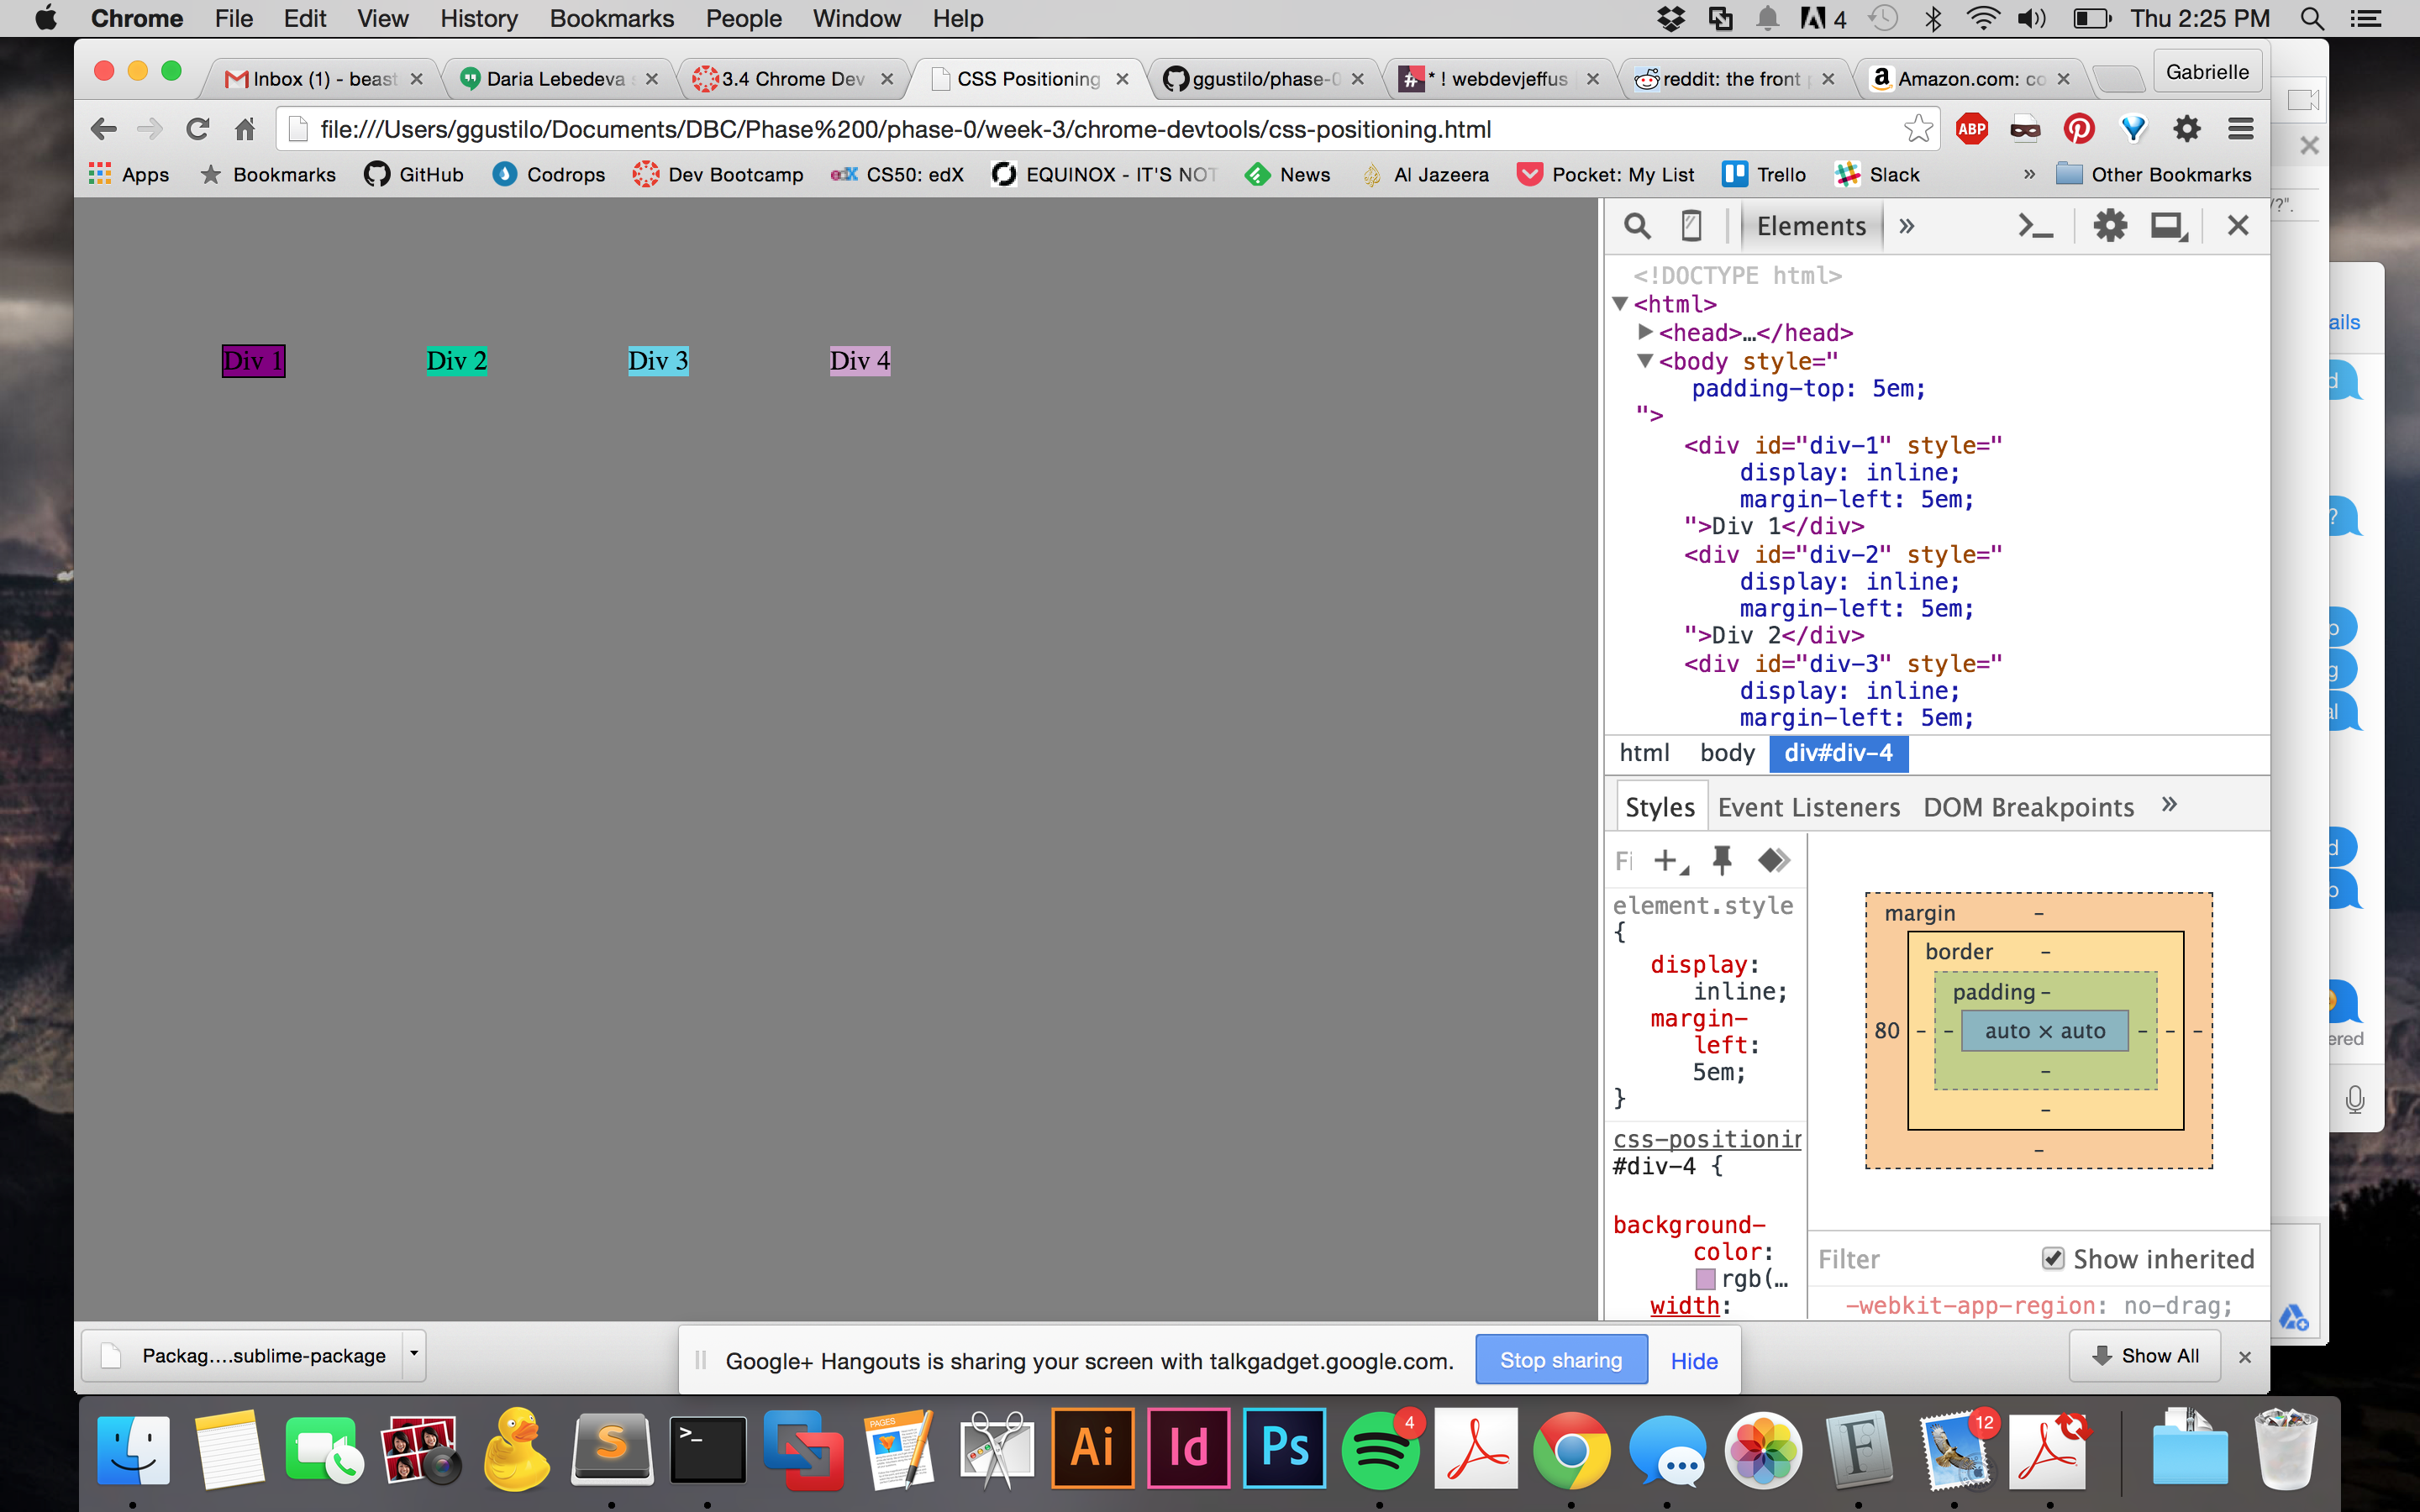 Chrome File Edit View History Bookmarks People Window Help 4 Thu 2:25 PM
Inbox (1) - beast Daria Lebedeva 3.4 Chrome Dev CSS Positioning ggustilo/phase-0 * ! webdevjeffus reddit: the front Amazon.com: co Gabrielle
file:///Users/ggustilo/Documents/DBC/Phase%200/phase-0/week-3/chrome-devtools/css-positioning.html ABP
Apps Bookmarks GitHub Codrops Dev Bootcamp edX CS50: edX EQUINOX - IT'S NOT News Al Jazeera Pocket: My List Trello Slack » Other Bookmarks
/?".
Elements »
<!DOCTYPE html>
<html>
<head>…</head>
<body style="
padding-top: 5em;
">
<div id="div-1" style="
display: inline;
margin-left: 5em;
">Div 1</div>
<div id="div-2" style="
display: inline;
margin-left: 5em;
">Div 2</div>
<div id="div-3" style="
display: inline;
margin-left: 5em;
Div 1 Div 2 Div 3 Div 4
html body div#div-4
Styles Event Listeners DOM Breakpoints »
Fi
element.style
{
display:
inline;
margin-
left:
5em;
}
css-positionin
#div-4 {
background-
color:
rgb(…
width:
margin –
border –
padding –
80 – – auto × auto – – –
–
–
–
Filter Show inherited
-webkit-app-region: no-drag;
ails
d
?
g
al
d
ered
Packag....sublime-package
Google+ Hangouts is sharing your screen with talkgadget.google.com. Stop sharing Hide
Show All
S >_ PAGES Ai Id Ps 4 F 12